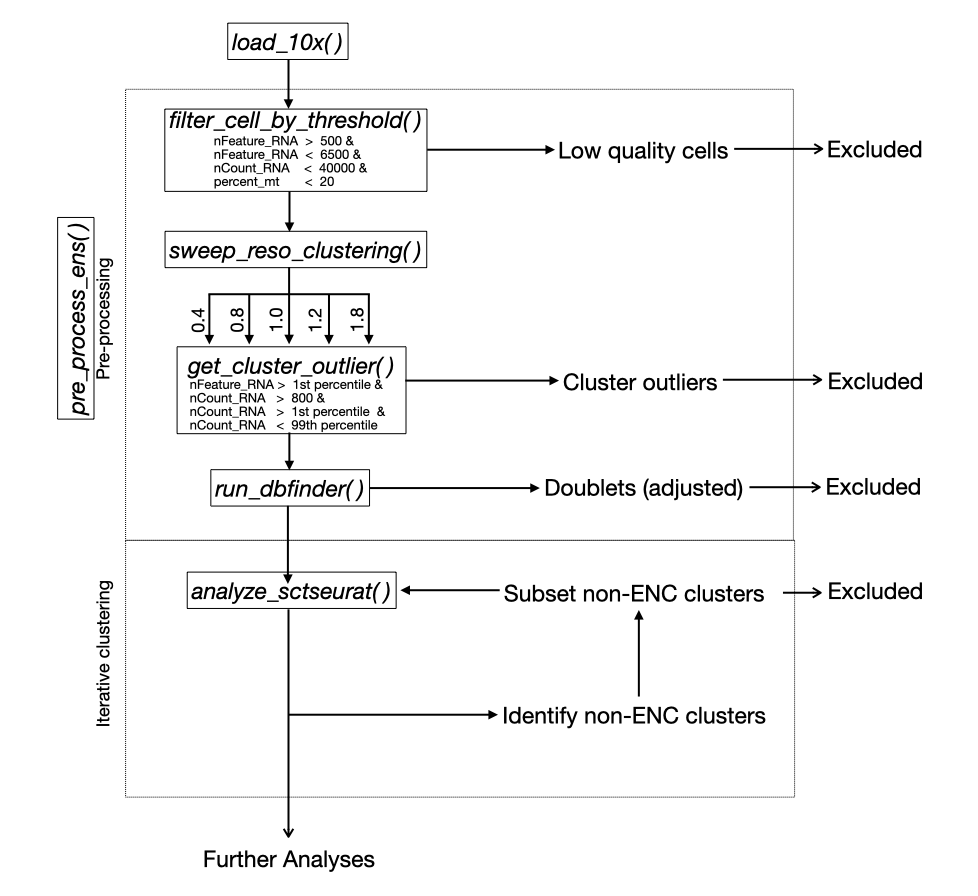 load_10x()
filter_cell_by_threshold()
nFeature_RNA > 500 &
nFeature_RNA < 6500 &
nCount_RNA < 40000 &
percent_mt < 20
Low quality cells
Excluded
pre_process_ens()
Pre-processing
sweep_reso_clustering()
0.4
0.8
1.0
1.2
1.8
get_cluster_outlier()
nFeature_RNA > 1st percentile &
nCount_RNA > 800 &
nCount_RNA > 1st percentile &
nCount_RNA < 99th percentile
Cluster outliers
Excluded
run_dbfinder()
Doublets (adjusted)
Excluded
Iterative clustering
analyze_sctseurat()
Subset non-ENC clusters
Excluded
Identify non-ENC clusters
Further Analyses